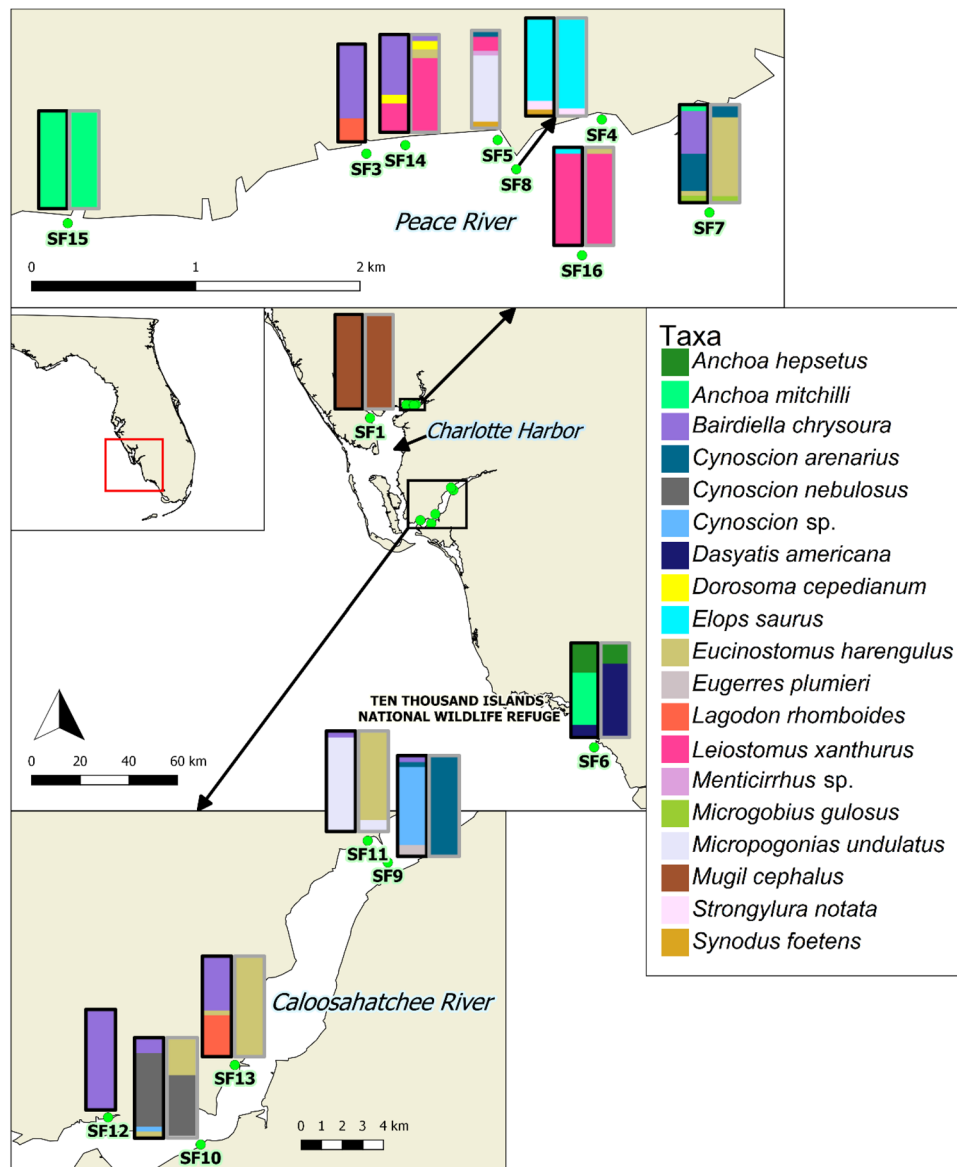 SF15
SF3
SF14
SF5
SF8
SF4
SF16
SF7
Peace River
0 1 2 km
SF1
Charlotte Harbor
TEN THOUSAND ISLANDS
NATIONAL WILDLIFE REFUGE
SF6
0 20 40 60 km
Taxa
Anchoa hepsetus
Anchoa mitchilli
Bairdiella chrysoura
Cynoscion arenarius
Cynoscion nebulosus
Cynoscion sp.
Dasyatis americana
Dorosoma cepedianum
Elops saurus
Eucinostomus harengulus
Eugerres plumieri
Lagodon rhomboides
Leiostomus xanthurus
Menticirrhus sp.
Microgobius gulosus
Micropogonias undulatus
Mugil cephalus
Strongylura notata
Synodus foetens
SF11
SF9
Caloosahatchee River
SF13
SF12
SF10
0 1 2 3 4 km